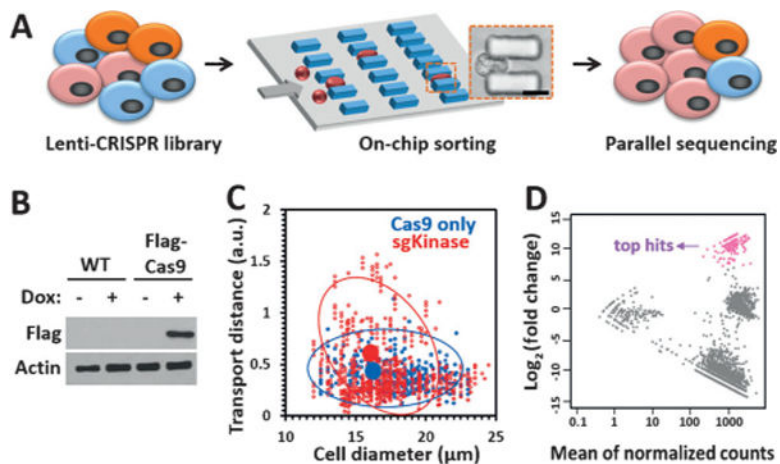 A
Lenti-CRISPR library
On-chip sorting
Parallel sequencing
B
WT
Flag-
Cas9
Dox:
- + - +
Flag
Actin
C
Cas9 only
sgKinase
Transport distance (a.u.)
2
1.5
1
0.5
0
10 15 20 25
Cell diameter (μm)
D
top hits
Log2(fold change)
15
10
5
0
-5
-10
-15
0.1 1 10 100 1000
Mean of normalized counts